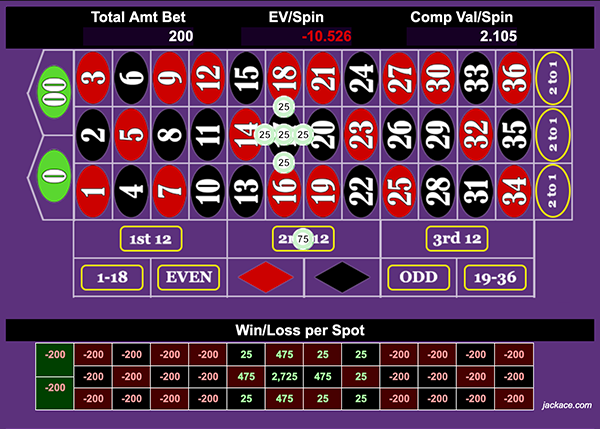 Total Amt Bet EV/Spin Comp Val/Spin
200 -10.526 2.105
00 3 6 9 12 15 18 21 24 27 30 33 36 2 to 1
25
2 5 8 11 14 25 25 25 20 23 26 29 32 35 2 to 1
25
0 1 4 7 10 13 16 19 22 25 28 31 34 2 to 1
1st 12 2nd 12 75 3rd 12
1-18 EVEN ODD 19-36
Win/Loss per Spot
-200 -200 -200 -200 -200 25 475 25 25 -200 -200 -200 -200
-200 -200 -200 -200 475 2,725 475 25 -200 -200 -200 -200
-200 -200 -200 -200 -200 25 475 25 25 -200 -200 -200 -200
jackace.com